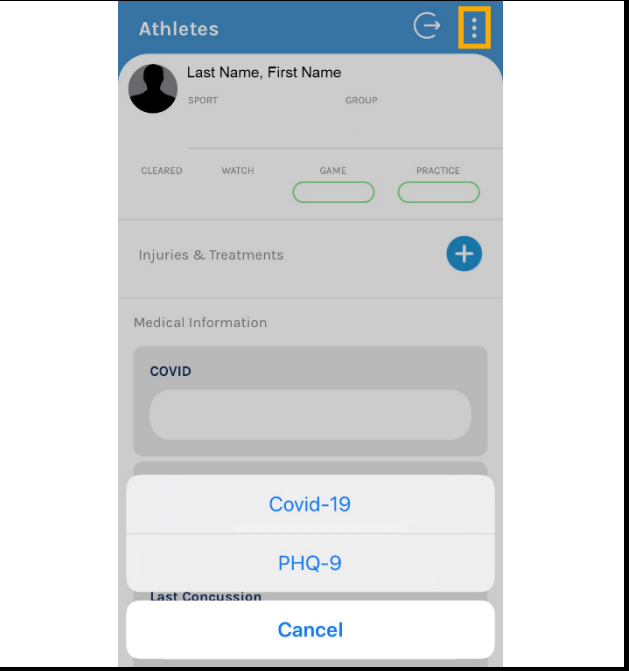 Athletes
Last Name, First Name
SPORT GROUP
CLEARED WATCH GAME PRACTICE
Injuries & Treatments
Medical Information
COVID
Covid-19
PHQ-9
Last Concussion
Cancel